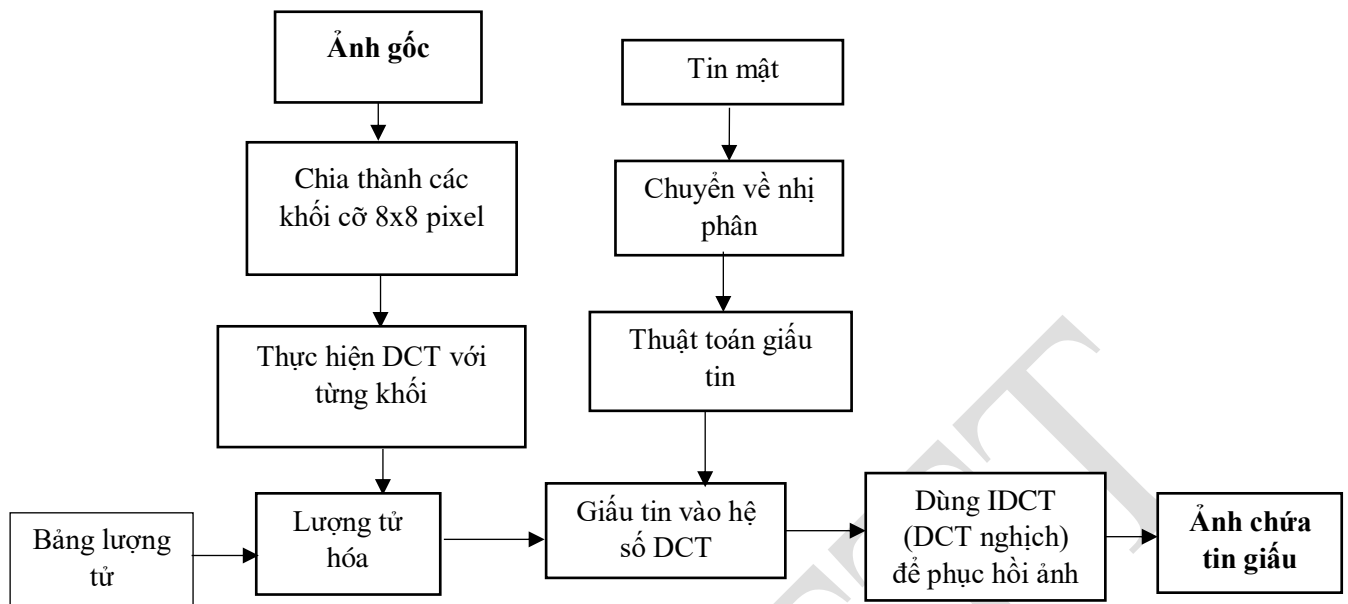 Ảnh gốc
Tin mật
Chia thành các
khối cỡ 8x8 pixel
Chuyển về nhị
phân
Thực hiện DCT với
từng khối
Thuật toán giấu
tin
Bảng lượng
tử
Lượng tử
hóa
Giấu tin vào hệ
số DCT
Dùng IDCT
(DCT nghịch)
để phục hồi ảnh
Ảnh chứa
tin giấu